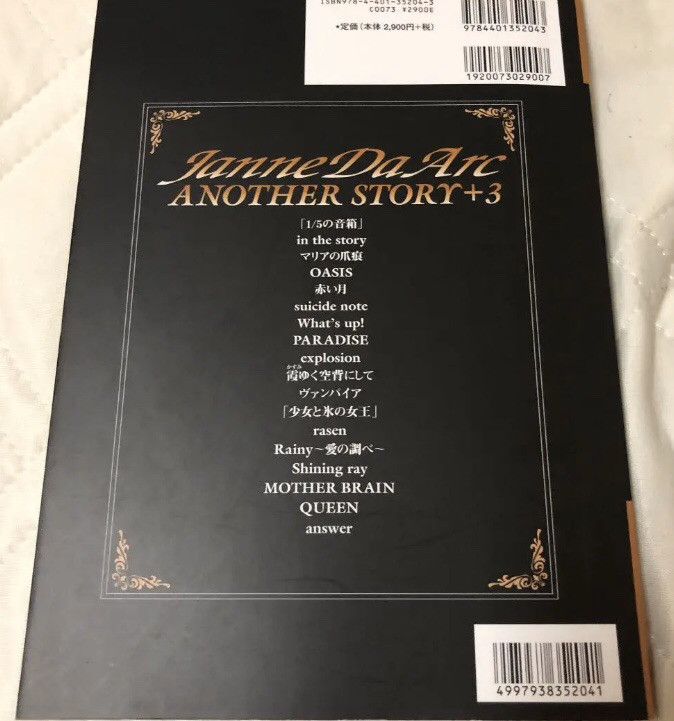 ISBN978-4-401-35204-3
C0073 ¥2900E
*定価(本体 2,900円+税)
9784401352043
1920073029007
Janne Da Arc
ANOTHER STORY+3
「1/5の音箱」
in the story
マリアの爪痕
OASIS
赤い月
suicide note
What's up!
PARADISE
explosion
かすみ
霞ゆく空背にして
ヴァンパイア
「少女と氷の女王」
rasen
Rainy~愛の調べ~
Shining ray
MOTHER BRAIN
QUEEN
answer
4997938352041